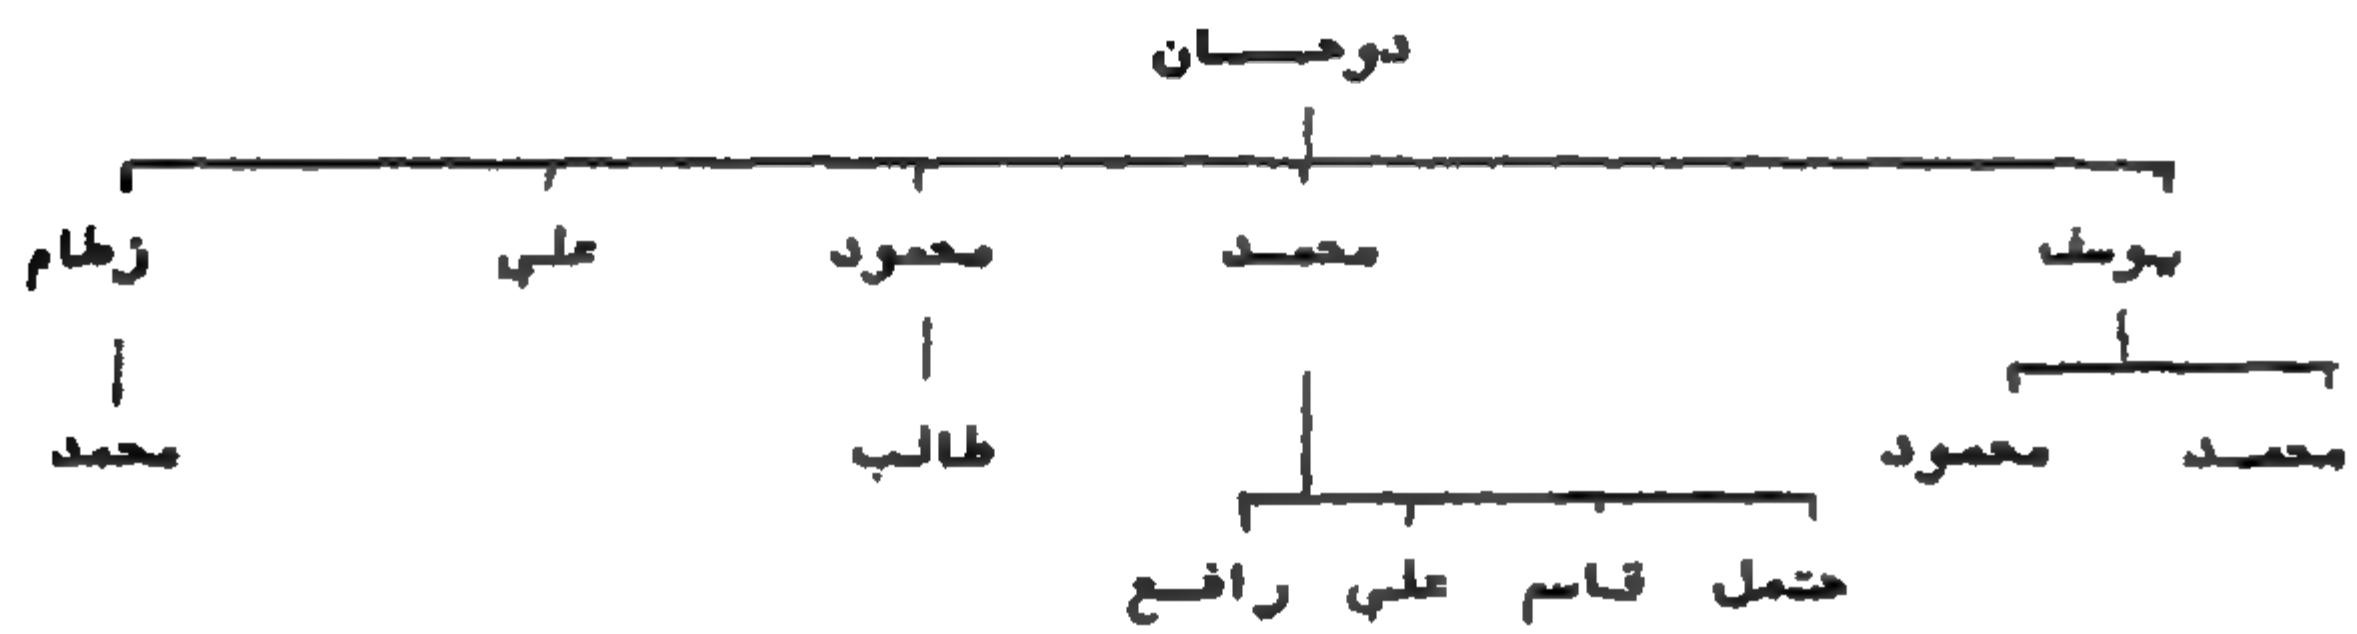 دوحان
يوسف محمد محمود علي زطام
محمد محمود طالب محمد
حتمل قاسم علي رافع